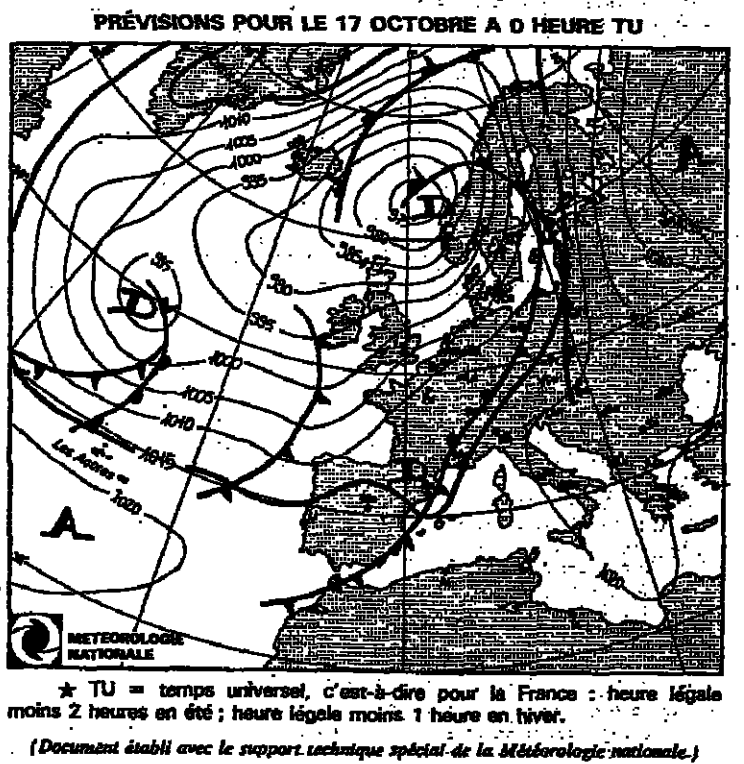 PRÉVISIONS POUR LE 17 OCTOBRE A 0 HEURE TU
1010
1005
1000
995
A
D
985
990
995
D
1000
1005
1010
1015
Les Açores
1020
A
D
1020
METEOROLOGIE
NATIONALE
★ TU = temps universel, c'est-à-dire pour la France : heure légale
moins 2 heures en été ; heure légale moins 1 heure en hiver.
(Document établi avec le support technique spécial de la Météorologie nationale.)